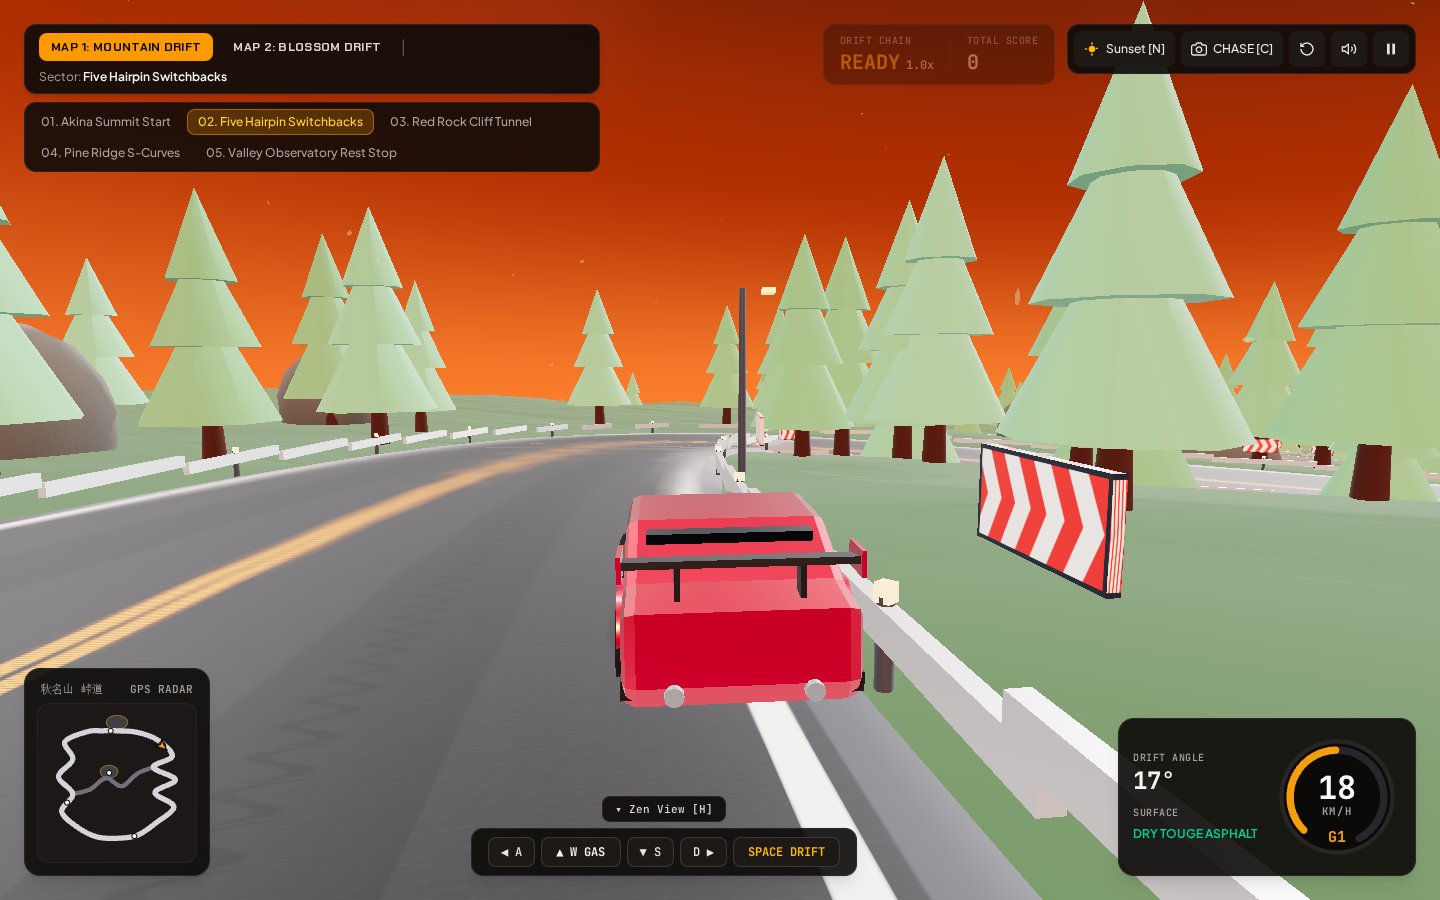 MAP 1: MOUNTAIN DRIFT
MAP 2: BLOSSOM DRIFT
Sector: Five Hairpin Switchbacks
01. Akina Summit Start
02. Five Hairpin Switchbacks
03. Red Rock Cliff Tunnel
04. Pine Ridge S-Curves
05. Valley Observatory Rest Stop
DRIFT CHAIN
READY 1.0x
TOTAL SCORE
0
Sunset [N]
CHASE [C]
秋名山 峠道
GPS RADAR
▾ Zen View [H]
◀ A
▲ W GAS
▼ S
D ▶
SPACE DRIFT
DRIFT ANGLE
17°
SURFACE
DRY TOUGE ASPHALT
18
KM/H
G1